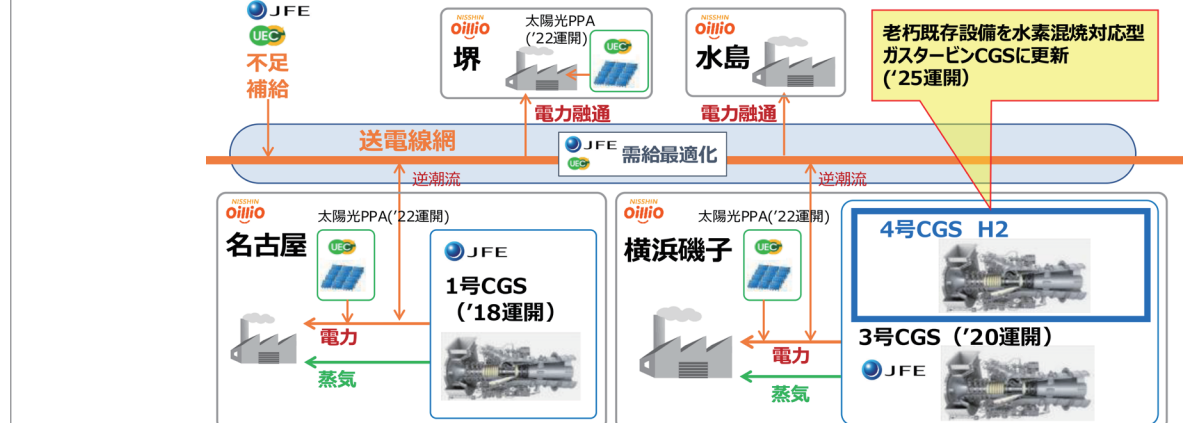 JFE
UEC
不足
補給
NISSHIN
OilliO
堺
太陽光PPA
(’22運開)
UEC
NISSHIN
OilliO
水島
老朽既存設備を水素混焼対応型
ガスタービンCGSに更新
(‘25運開)
電力融通
電力融通
送電線網
JFE
UEC
需給最適化
逆潮流
逆潮流
NISSHIN
OilliO
名古屋
太陽光PPA(’22運開)
UEC
JFE
1号CGS
(’18運開)
電力
蒸気
NISSHIN
OilliO
横浜磯子
太陽光PPA(’22運開)
UEC
4号CGS H2
3号CGS(’20運開)
JFE
電力
蒸気